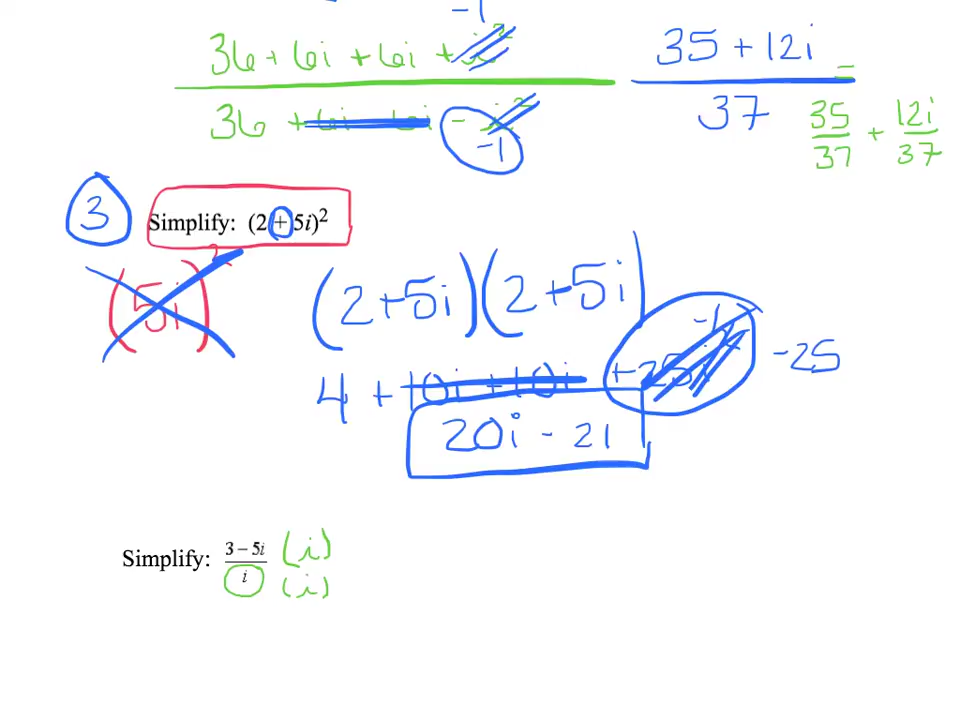 -1
36 + 6i + 6i + i²
36 + 6i - 6i - i²
-1
35 + 12i =
37
35/37 + 12i/37
3
Simplify: (2 + 5i)²
(5i)²
(2+5i)(2+5i)
-1
4 + 10i + 10i + 25i² -25
20i - 21
Simplify: (3 - 5i)/i (i)
(i)